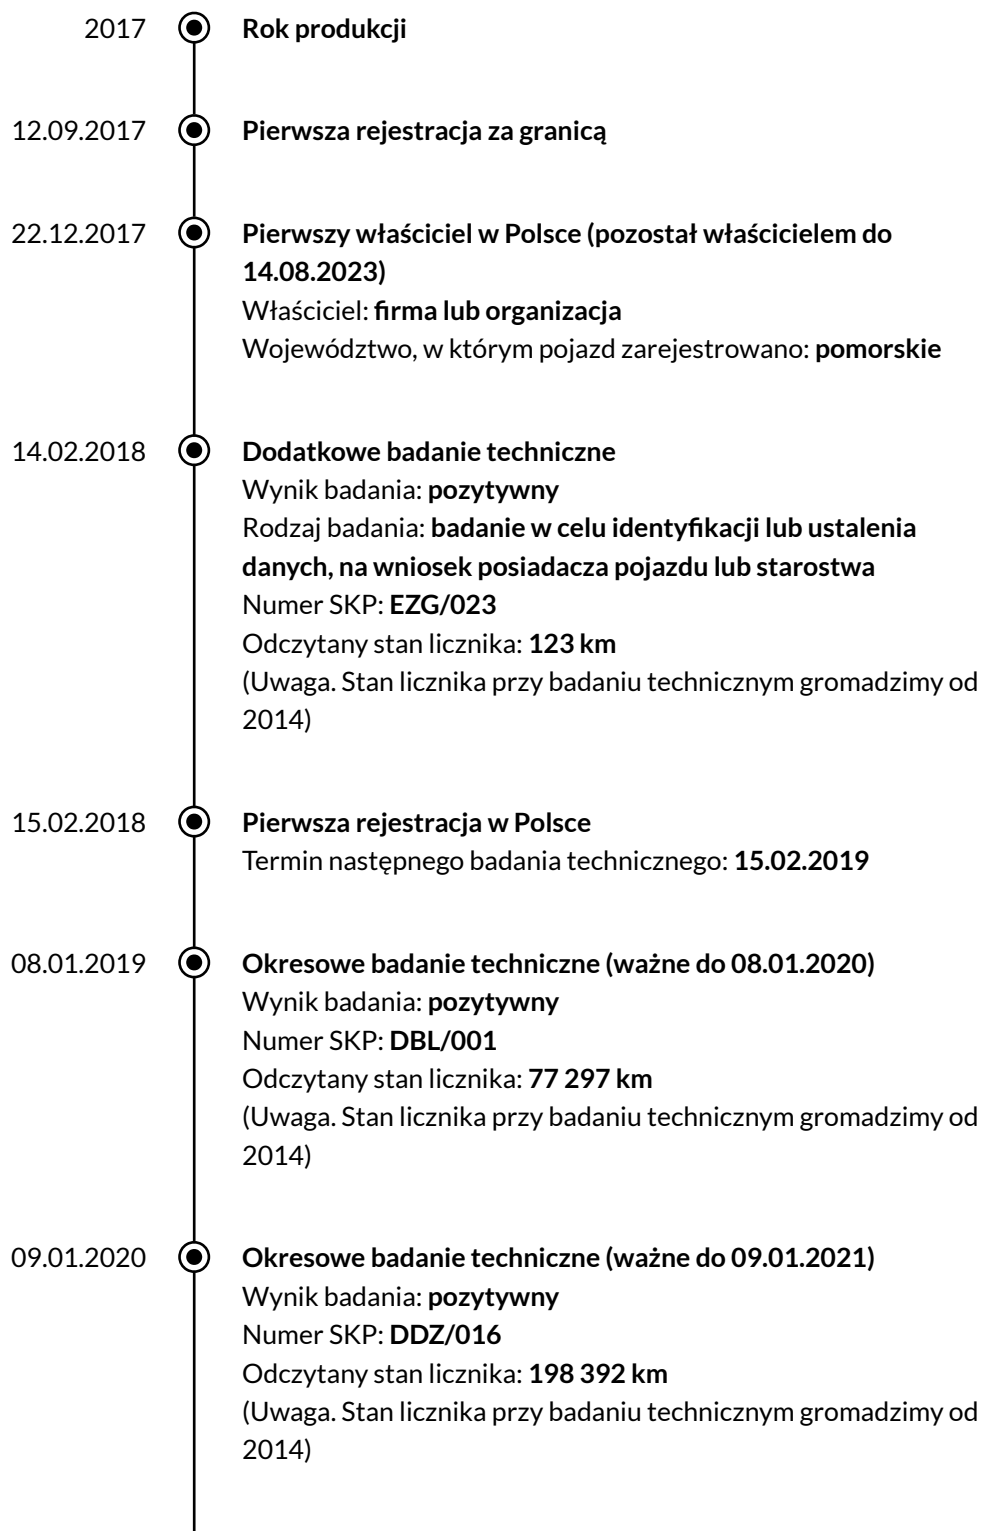 2017 Rok produkcji
12.09.2017 Pierwsza rejestracja za granicą
22.12.2017 Pierwszy właściciel w Polsce (pozostał właścicielem do
14.08.2023)
Właściciel: firma lub organizacja
Województwo, w którym pojazd zarejestrowano: pomorskie
14.02.2018 Dodatkowe badanie techniczne
Wynik badania: pozytywny
Rodzaj badania: badanie w celu identyfikacji lub ustalenia
danych, na wniosek posiadacza pojazdu lub starostwa
Numer SKP: EZG/023
Odczytany stan licznika: 123 km
(Uwaga. Stan licznika przy badaniu technicznym gromadzimy od
2014)
15.02.2018 Pierwsza rejestracja w Polsce
Termin następnego badania technicznego: 15.02.2019
08.01.2019 Okresowe badanie techniczne (ważne do 08.01.2020)
Wynik badania: pozytywny
Numer SKP: DBL/001
Odczytany stan licznika: 77 297 km
(Uwaga. Stan licznika przy badaniu technicznym gromadzimy od
2014)
09.01.2020 Okresowe badanie techniczne (ważne do 09.01.2021)
Wynik badania: pozytywny
Numer SKP: DDZ/016
Odczytany stan licznika: 198 392 km
(Uwaga. Stan licznika przy badaniu technicznym gromadzimy od
2014)